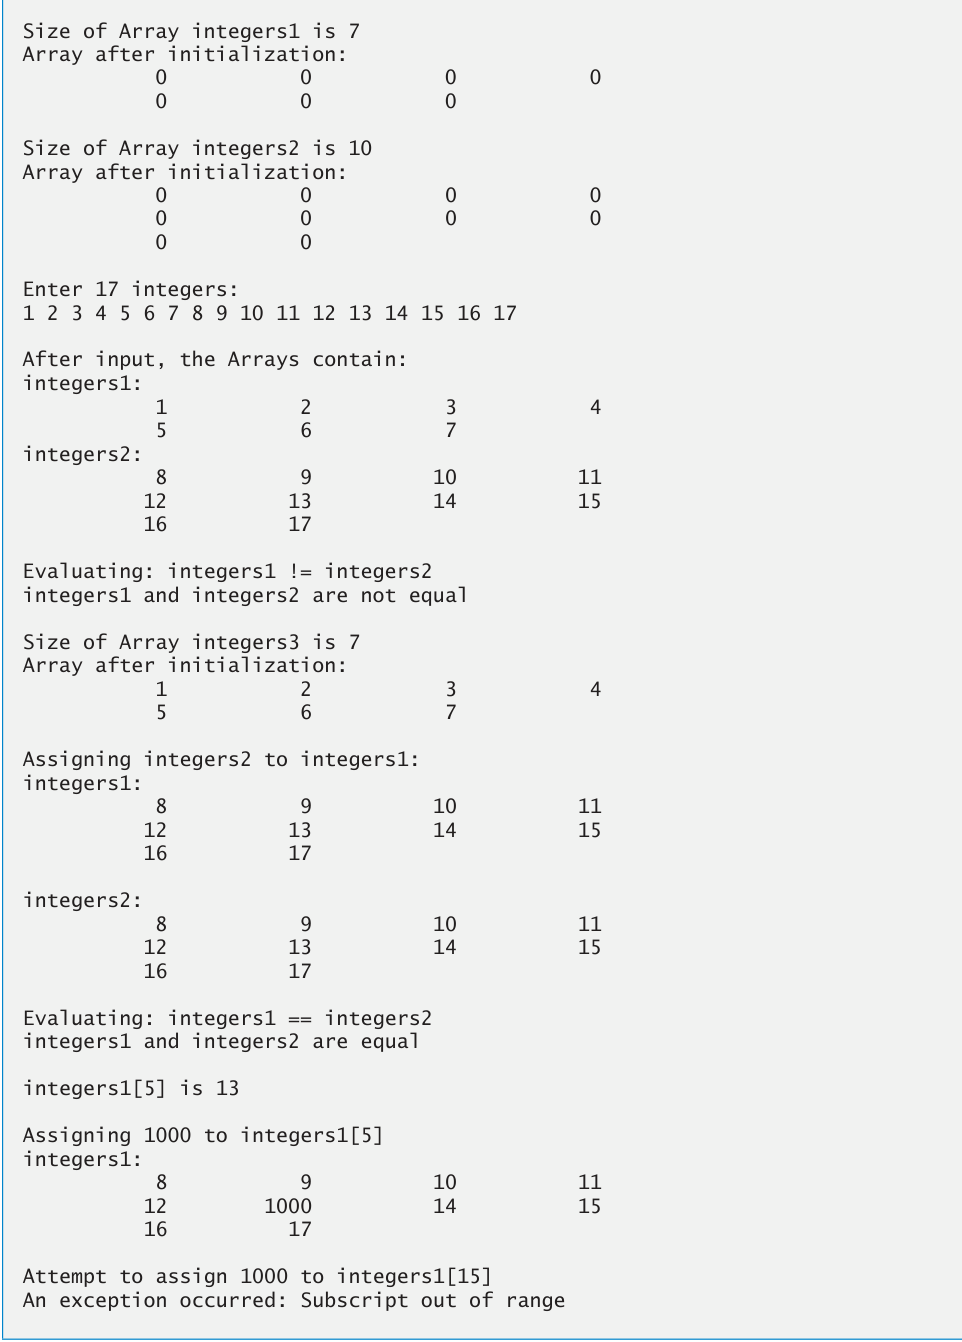 Size of Array integers1 is 7
Array after initialization:
0 0 0 0
0 0 0
Size of Array integers2 is 10
Array after initialization:
0 0 0 0
0 0 0 0
0 0
Enter 17 integers:
1 2 3 4 5 6 7 8 9 10 11 12 13 14 15 16 17
After input, the Arrays contain:
integers1:
1 2 3 4
5 6 7
integers2:
8 9 10 11
12 13 14 15
16 17
Evaluating: integers1 != integers2
integers1 and integers2 are not equal
Size of Array integers3 is 7
Array after initialization:
1 2 3 4
5 6 7
Assigning integers2 to integers1:
integers1:
8 9 10 11
12 13 14 15
16 17
integers2:
8 9 10 11
12 13 14 15
16 17
Evaluating: integers1 == integers2
integers1 and integers2 are equal
integers1[5] is 13
Assigning 1000 to integers1[5]
integers1:
8 9 10 11
12 1000 14 15
16 17
Attempt to assign 1000 to integers1[15]
An exception occurred: Subscript out of range